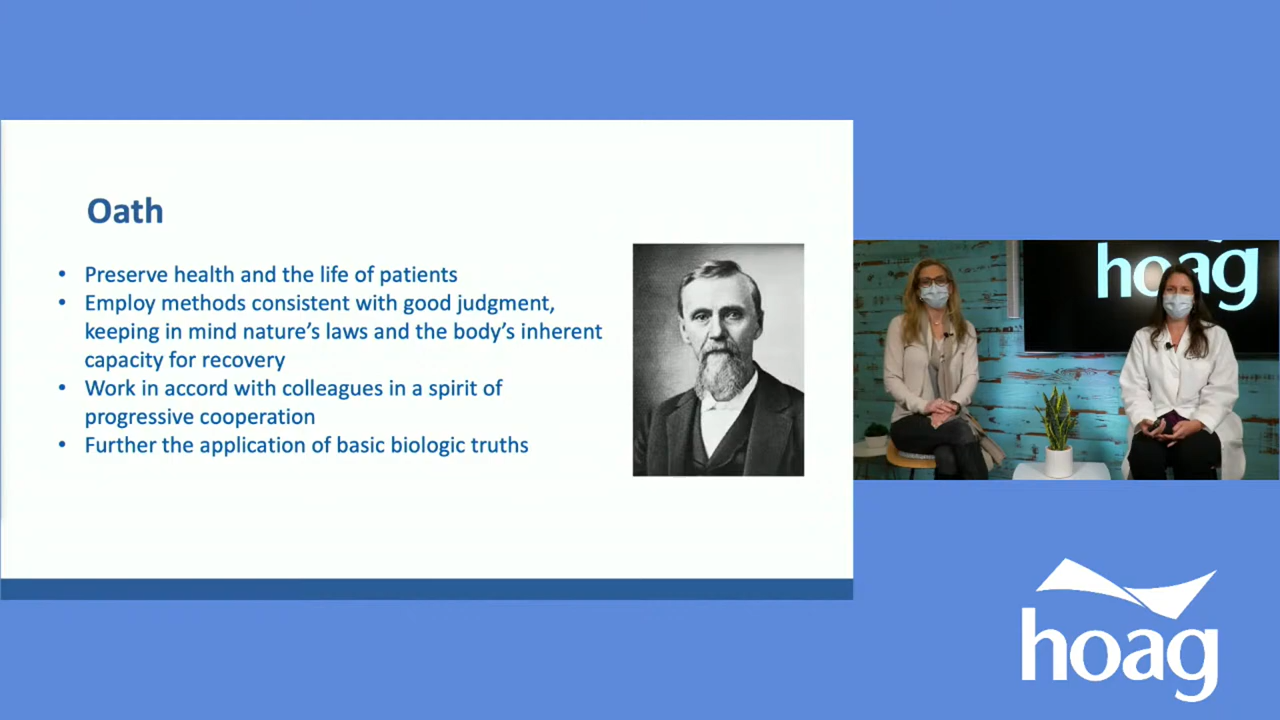 Oath
• Preserve health and the life of patients
• Employ methods consistent with good judgment,
keeping in mind nature’s laws and the body’s inherent
capacity for recovery
• Work in accord with colleagues in a spirit of
progressive cooperation
• Further the application of basic biologic truths
hoag
hoag